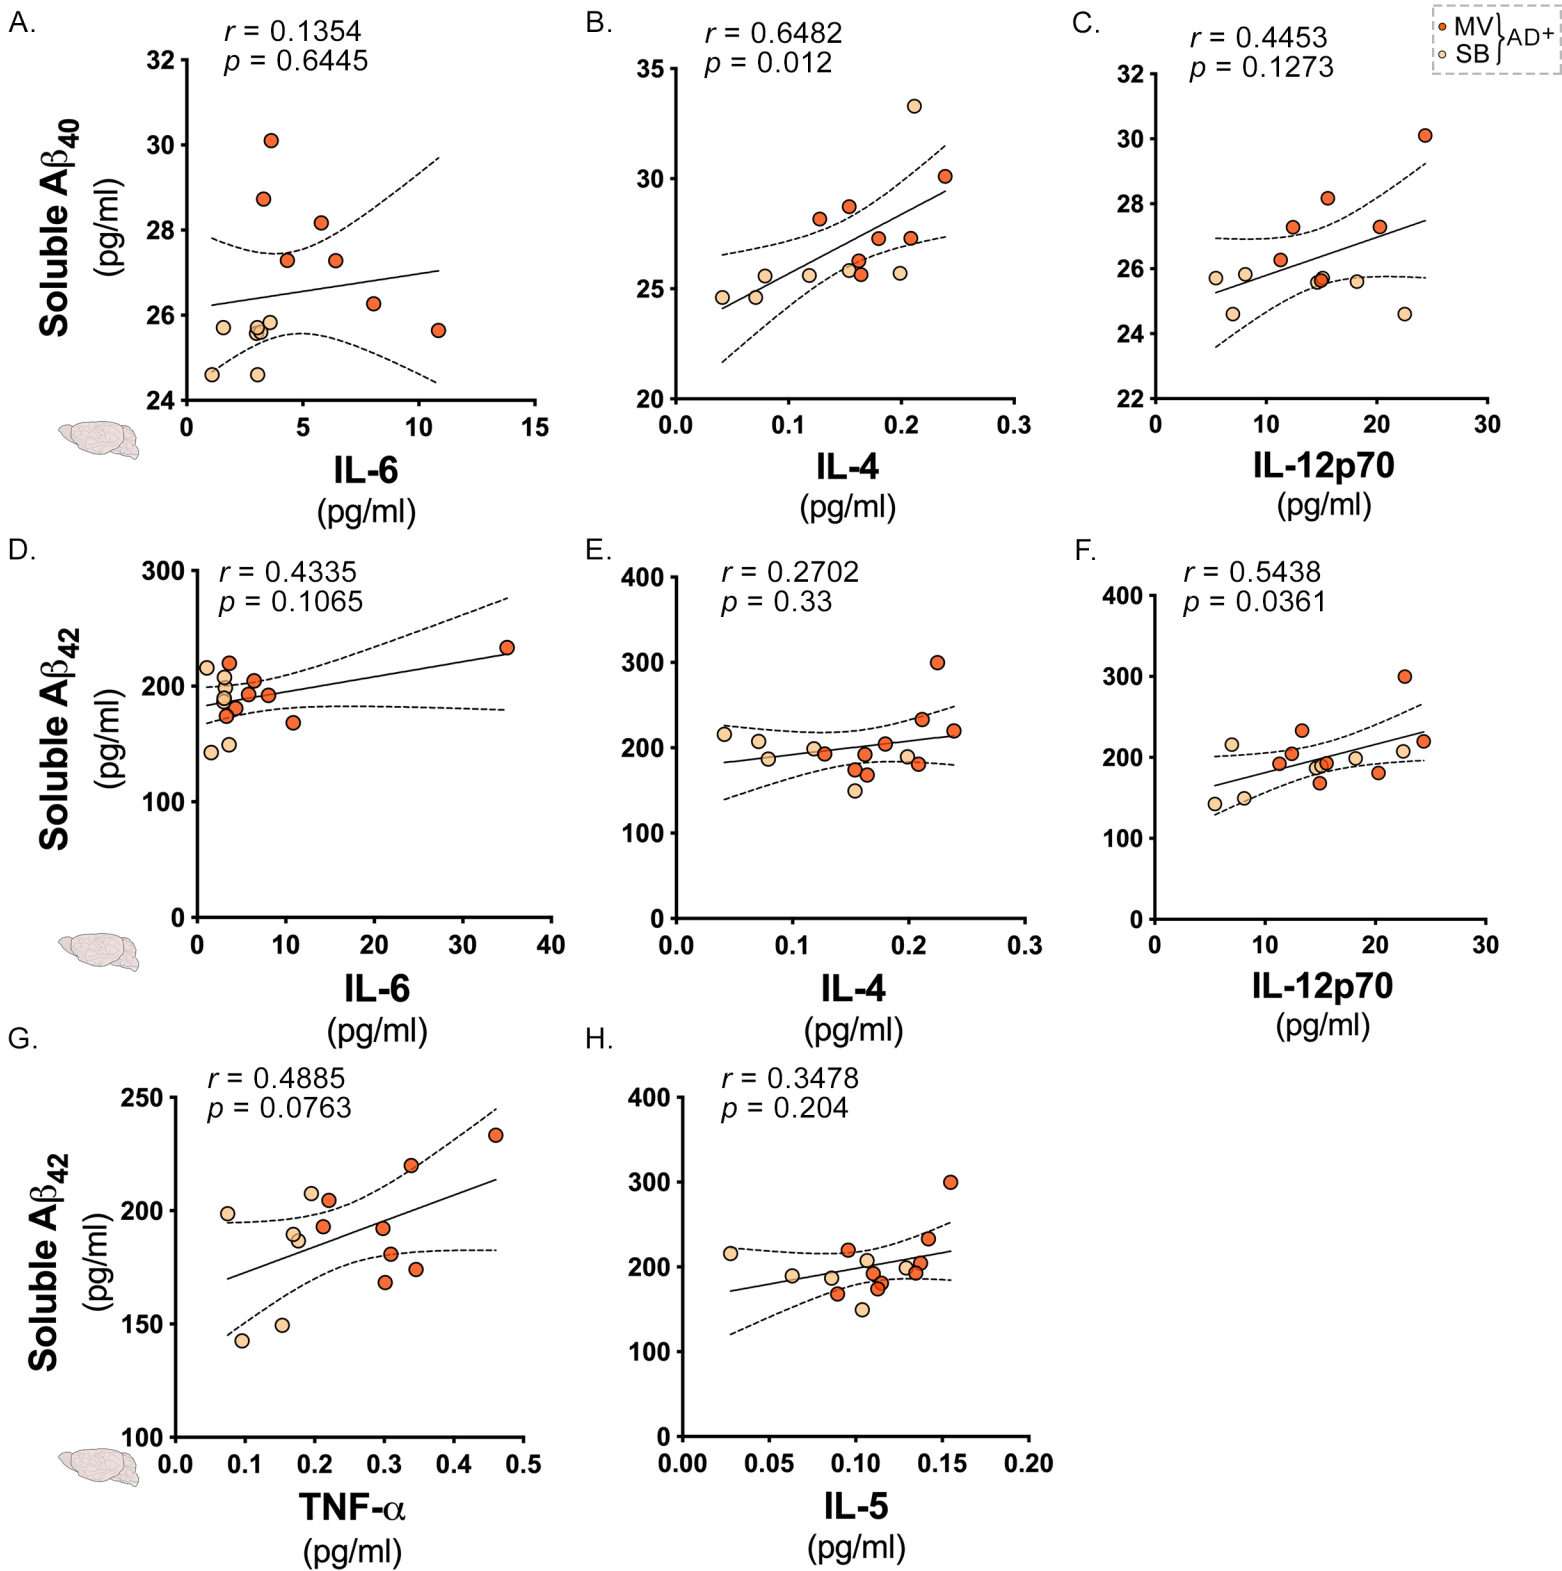 A.
r = 0.1354
p = 0.6445
32
30
28
26
24
0
5
10
15
Soluble Aβ40
(pg/ml)
IL-6
(pg/ml)
B.
r = 0.6482
p = 0.012
35
30
25
20
0.0
0.1
0.2
0.3
IL-4
(pg/ml)
C.
r = 0.4453
p = 0.1273
MV
SB
AD+
32
30
28
26
24
22
0
10
20
30
IL-12p70
(pg/ml)
D.
r = 0.4335
p = 0.1065
300
200
100
0
0
10
20
30
40
Soluble Aβ42
(pg/ml)
IL-6
(pg/ml)
E.
r = 0.2702
p = 0.33
400
300
200
100
0
0.0
0.1
0.2
0.3
IL-4
(pg/ml)
F.
r = 0.5438
p = 0.0361
400
300
200
100
0
0
10
20
30
IL-12p70
(pg/ml)
G.
r = 0.4885
p = 0.0763
250
200
150
100
0.0
0.1
0.2
0.3
0.4
0.5
Soluble Aβ42
(pg/ml)
TNF-α
(pg/ml)
H.
r = 0.3478
p = 0.204
400
300
200
100
0
0.00
0.05
0.10
0.15
0.20
IL-5
(pg/ml)